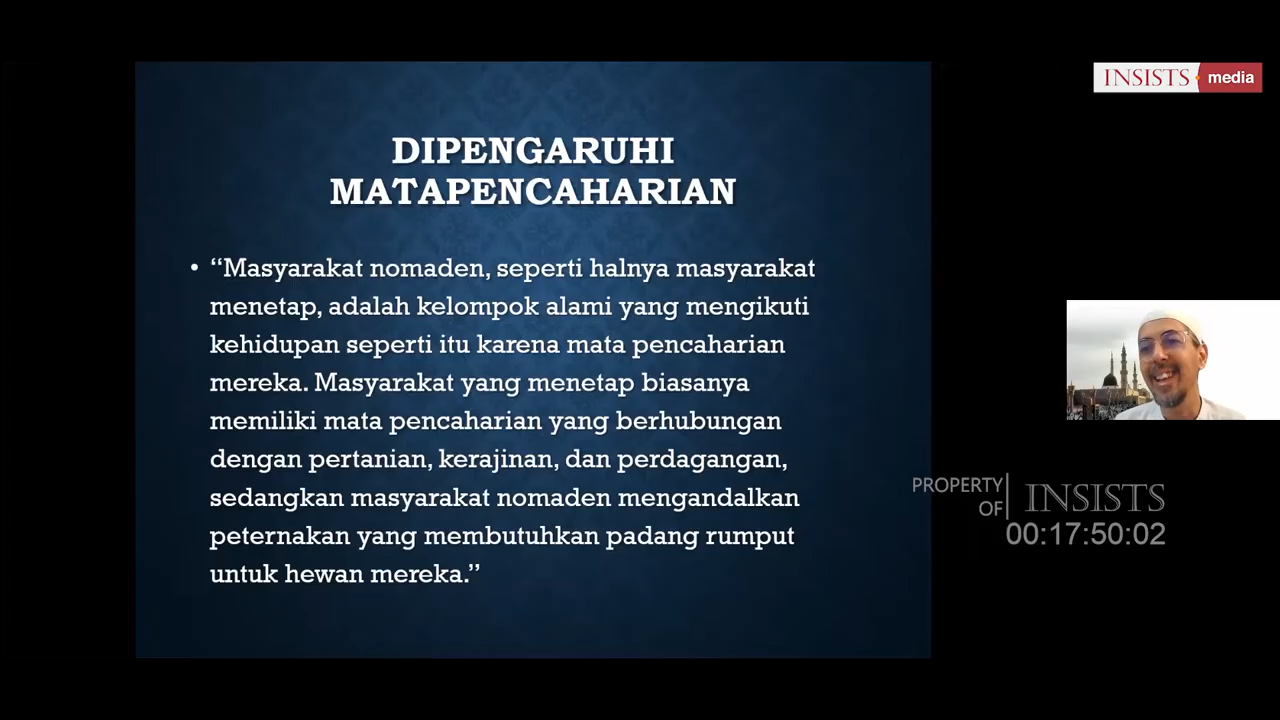 INSISTS media
DIPENGARUHI
MATAPENCAHARIAN
• “Masyarakat nomaden, seperti halnya masyarakat
menetap, adalah kelompok alami yang mengikuti
kehidupan seperti itu karena mata pencaharian
mereka. Masyarakat yang menetap biasanya
memiliki mata pencaharian yang berhubungan
dengan pertanian, kerajinan, dan perdagangan,
sedangkan masyarakat nomaden mengandalkan
peternakan yang membutuhkan padang rumput
untuk hewan mereka.”
PROPERTY
OF
INSISTS
00:17:50:02